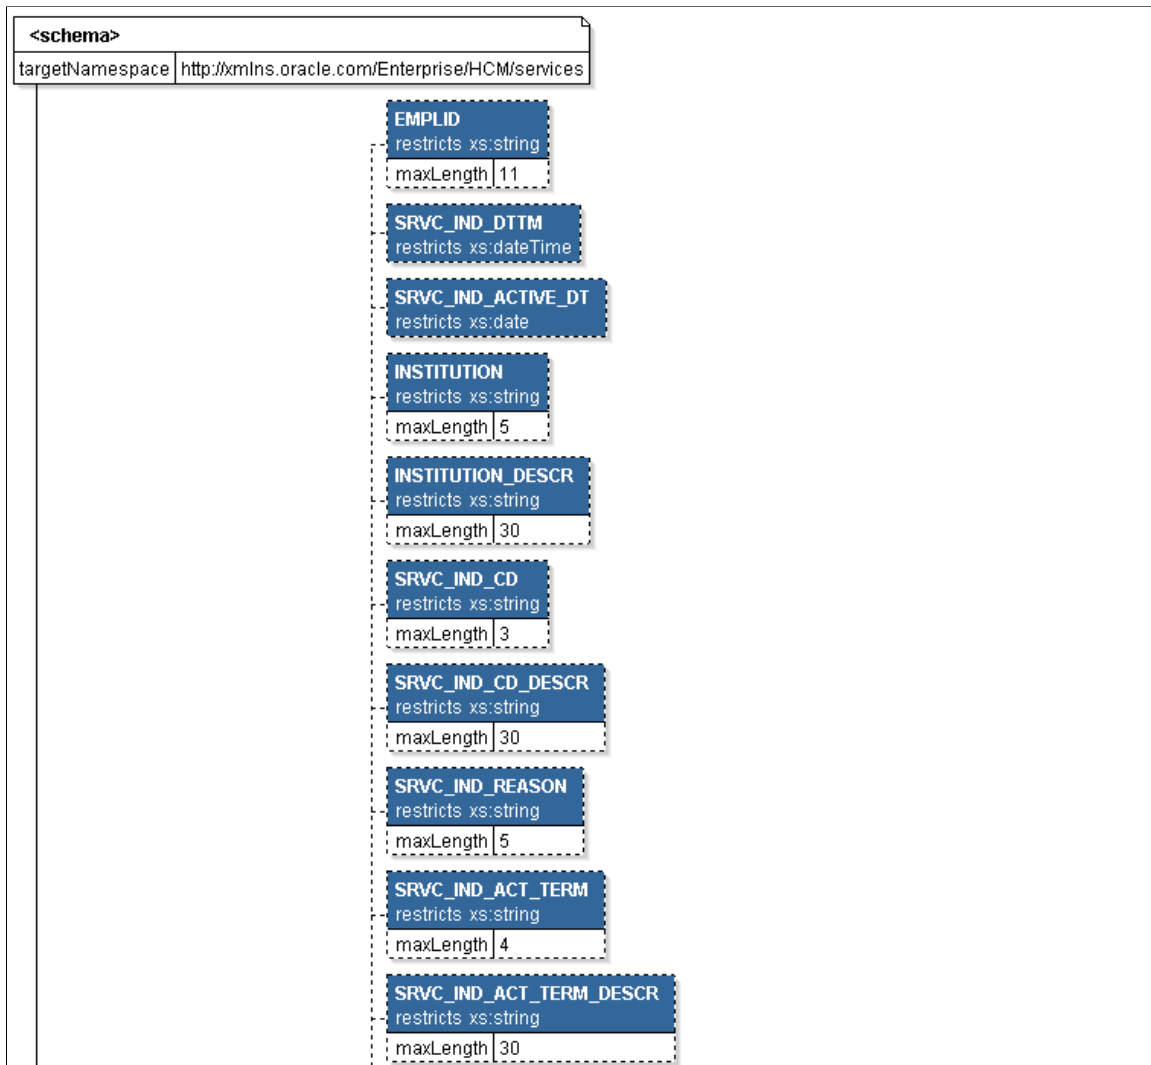 <schema>
targetNamespace http://xmlns.oracle.com/Enterprise/HCM/services
EMPLID
restricts xs:string
maxLength 11
SRVC_IND_DTTM
restricts xs:dateTime
SRVC_IND_ACTIVE_DT
restricts xs:date
INSTITUTION
restricts xs:string
maxLength 5
INSTITUTION_DESCR
restricts xs:string
maxLength 30
SRVC_IND_CD
restricts xs:string
maxLength 3
SRVC_IND_CD_DESCR
restricts xs:string
maxLength 30
SRVC_IND_REASON
restricts xs:string
maxLength 5
SRVC_IND_ACT_TERM
restricts xs:string
maxLength 4
SRVC_IND_ACT_TERM_DESCR
restricts xs:string
maxLength 30